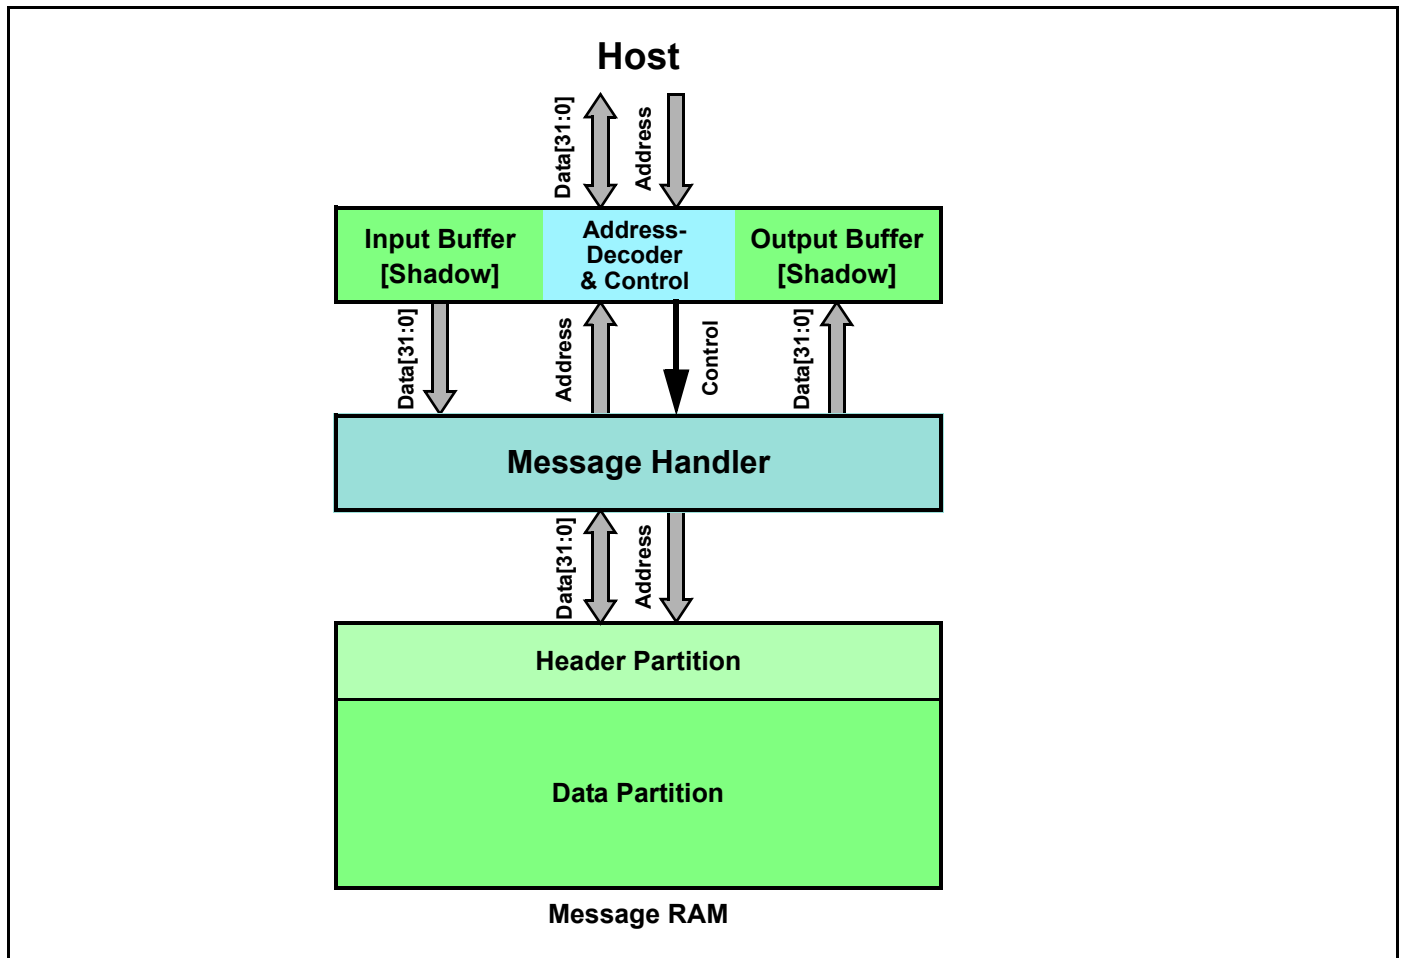 Host
Data[31:0]
Address
Input Buffer
[Shadow]
Address-
Decoder
& Control
Output Buffer
[Shadow]
Data[31:0]
Address
Control
Data[31:0]
Message Handler
Data[31:0]
Address
Header Partition
Data Partition
Message RAM